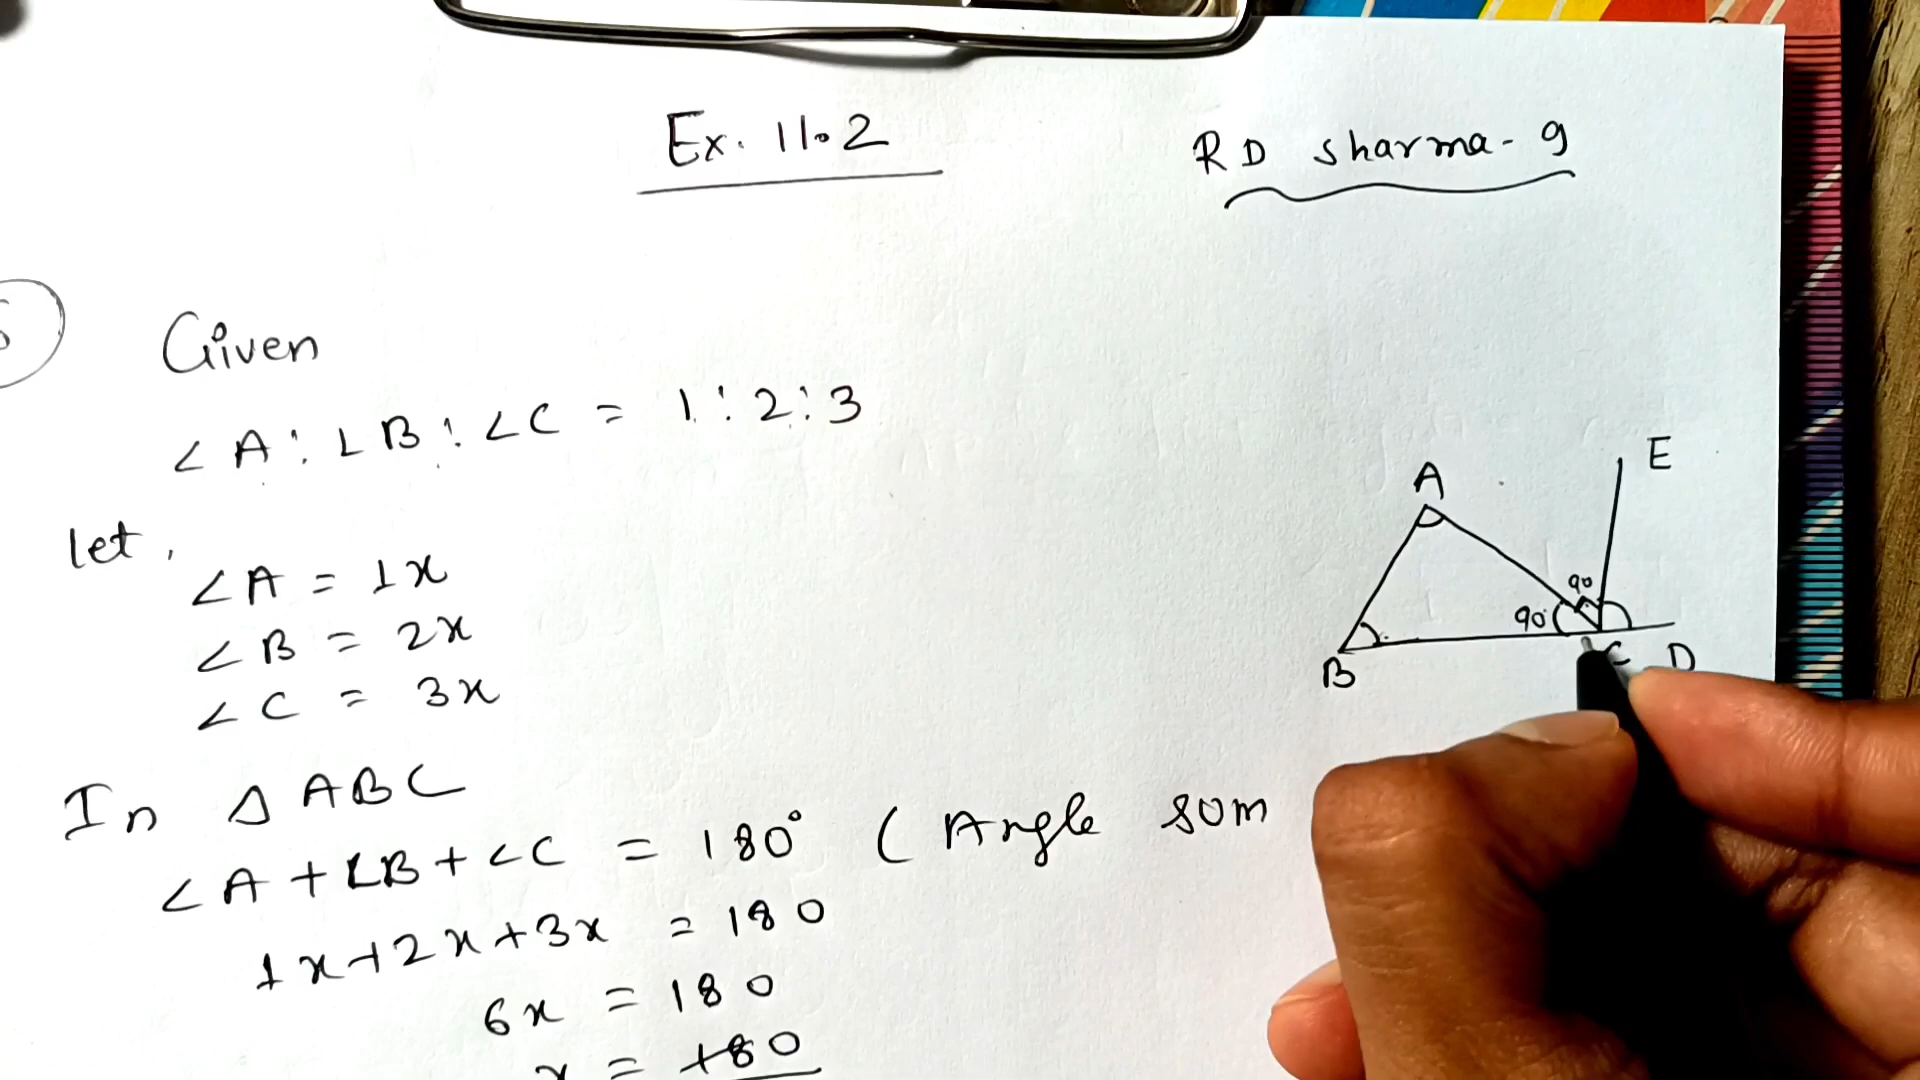 Ex. 11.2
RD Sharma-9
Given
∠A : ∠B : ∠C = 1 : 2 : 3
let,
∠A = 1x
∠B = 2x
∠C = 3x
In Δ ABC
∠A + ∠B + ∠C = 180° ( Angle sum
1x+2x+3x = 180
6x = 180
x = 180
A
E
90
90
B
C
D